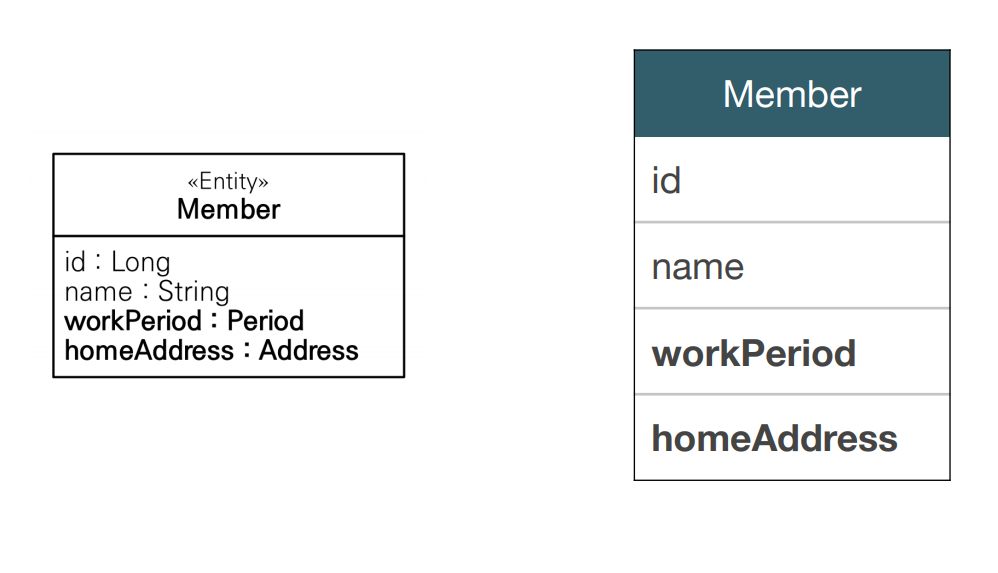 «Entity»
Member
id : Long
name : String
workPeriod : Period
homeAddress : Address
Member
id
name
workPeriod
homeAddress